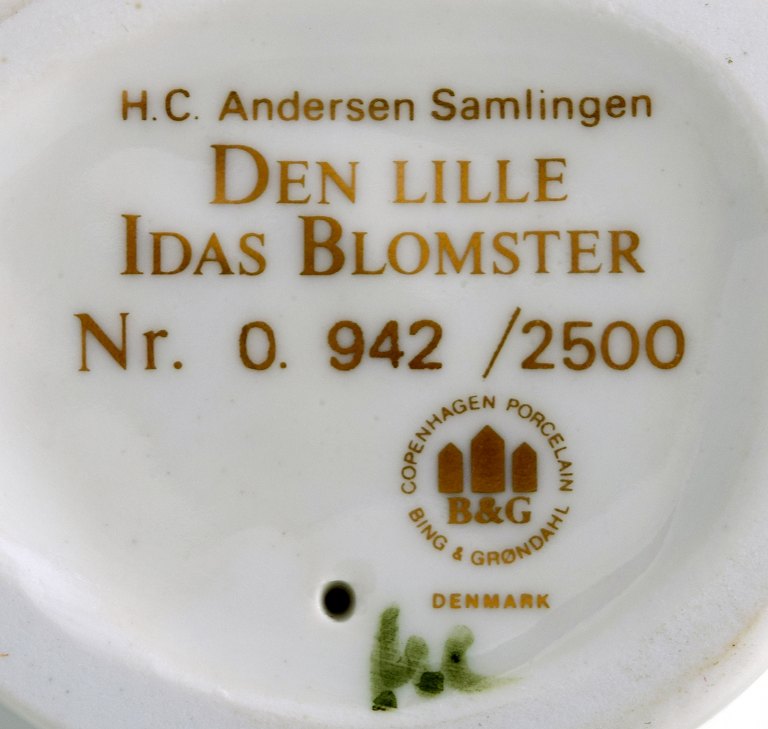 H.C. Andersen Samlingen
DEN LILLE
IDAS BLOMSTER
Nr. 0. 942 /2500
COPENHAGEN PORCELAIN
B&G
BING & GRØNDAHL
DENMARK